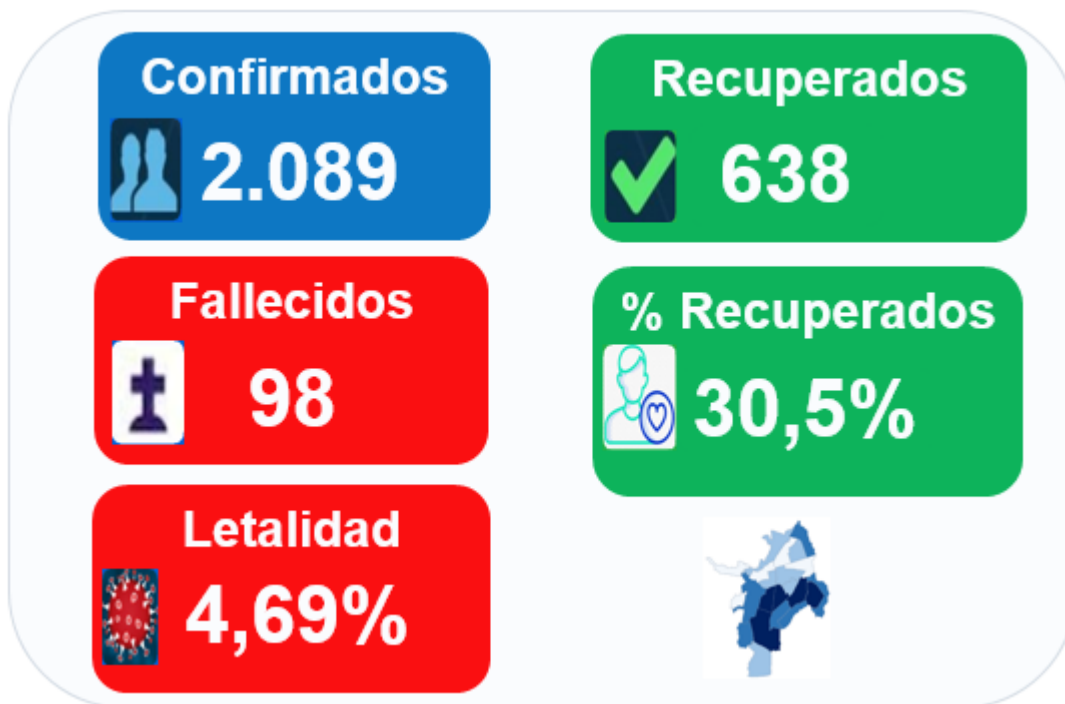 Confirmados
2.089
Recuperados
638
Fallecidos
98
% Recuperados
30,5%
Letalidad
4,69%